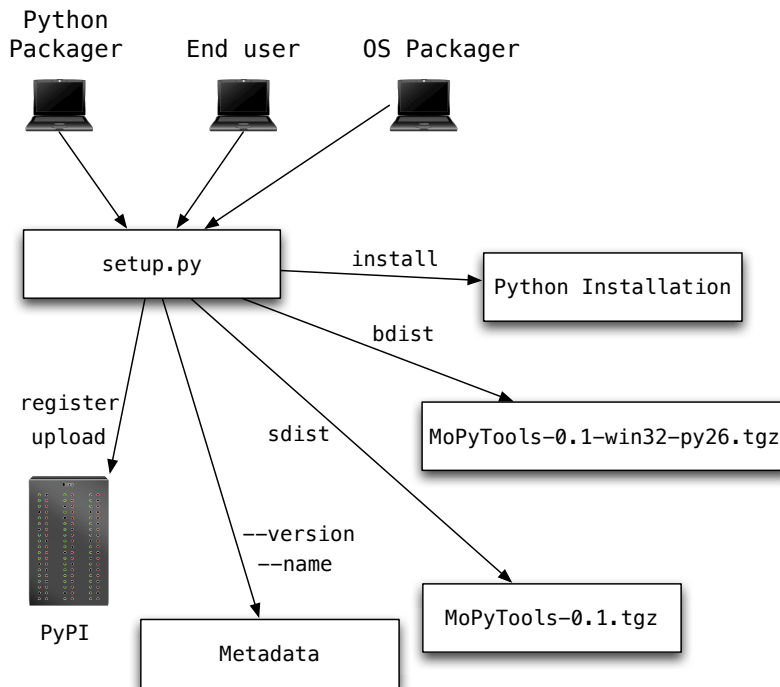 Python
Packager
End user
OS Packager
setup.py
install
Python Installation
bdist
MoPyTools-0.1-win32-py26.tgz
register
upload
sdist
--version
--name
PyPI
MoPyTools-0.1.tgz
Metadata